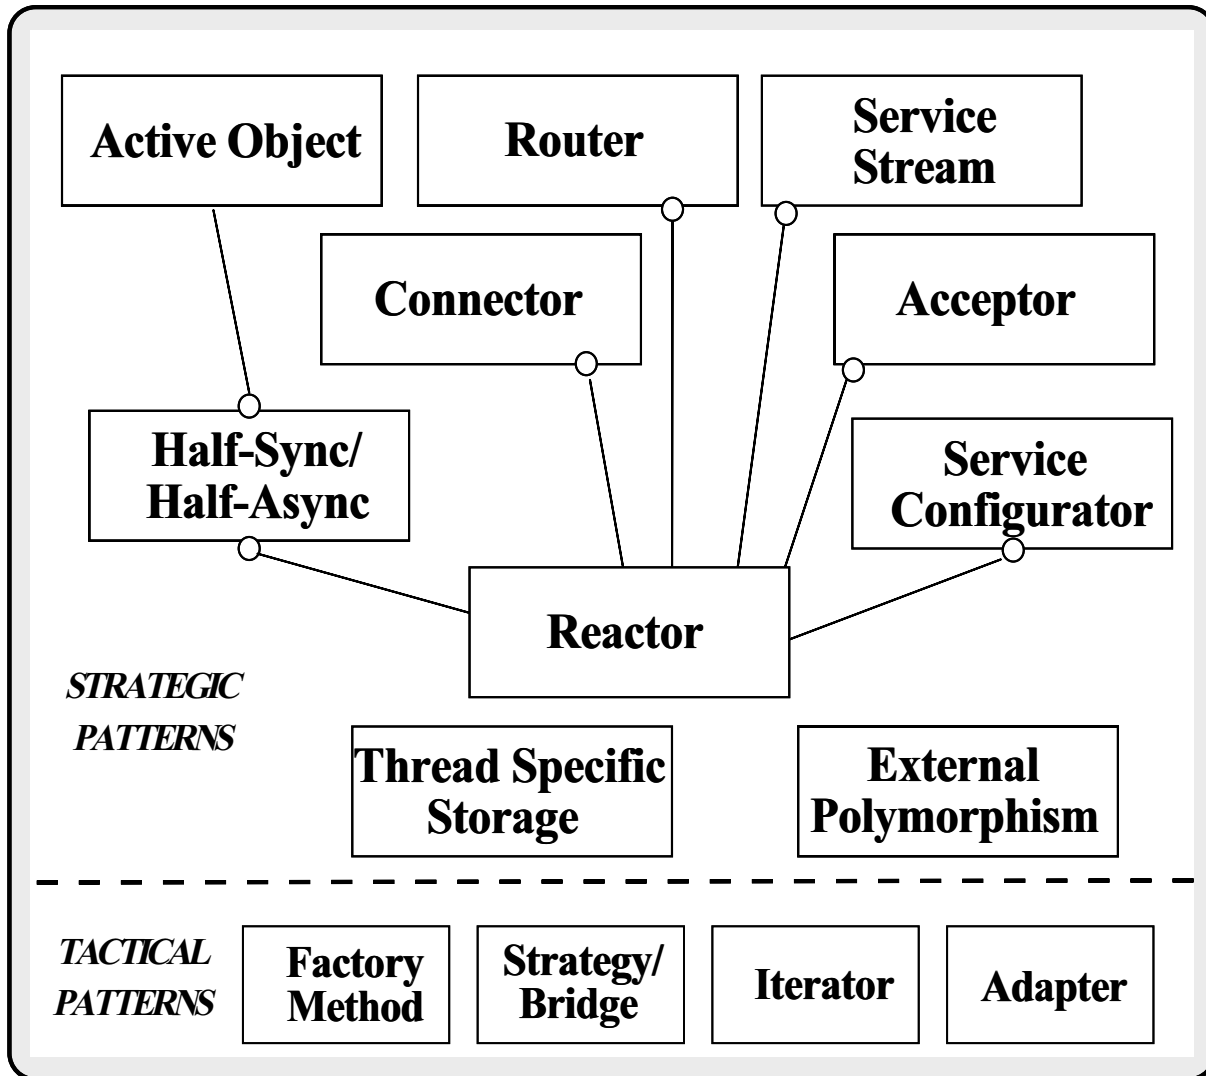 Active Object
Router
Service
Stream
Connector
Acceptor
Half-Sync/
Half-Async
Service
Configurator
Reactor
STRATEGIC
PATTERNS
Thread Specific
Storage
External
Polymorphism
TACTICAL
PATTERNS
Factory
Method
Strategy/
Bridge
Iterator
Adapter